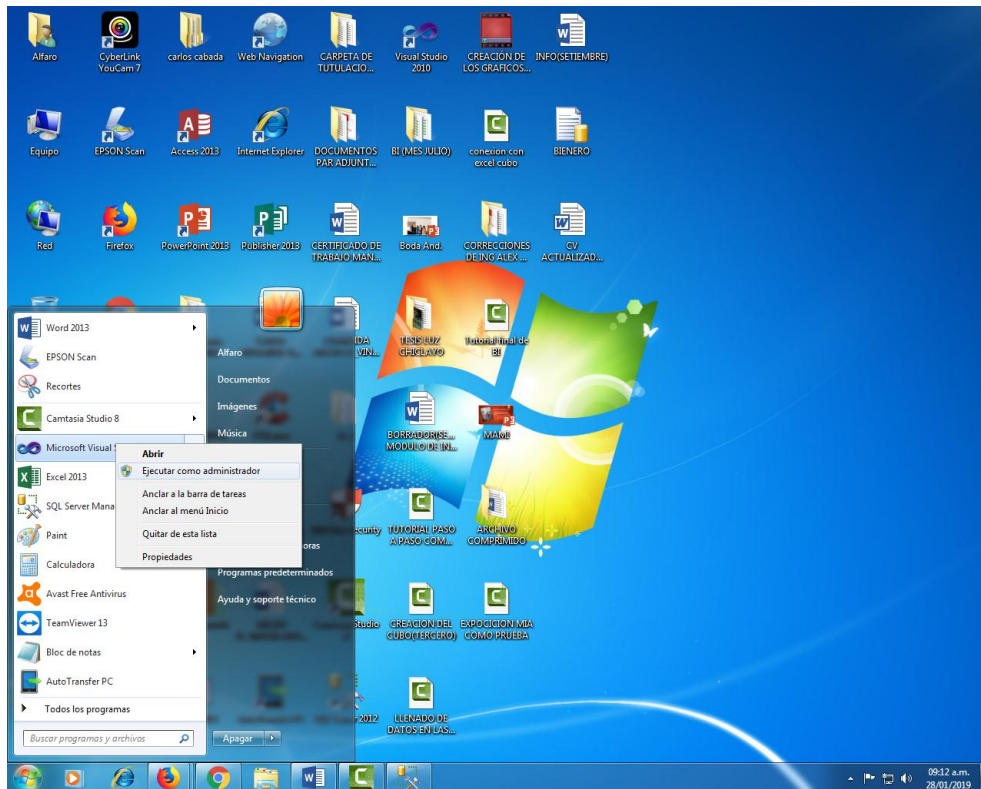 Alfaro
CyberLink
YouCam 7
carlos cabada
Web Navigation
CARPETA DE
TUTULACIO...
Visual Studio
2010
CREACION DE
LOS GRAFICOS...
INFO(SETIEMBRE)
Equipo
EPSON Scan
Access 2013
Internet Explorer
DOCUMENTOS
PAR ADJUNT...
BI (MES JULIO)
conexion con
excel cubo
BIENERO
Red
Firefox
PowerPoint 2013
Publisher 2013
CERTIFICADO DE
TRABAJO MAN...
Boda And.
CORRECCIONES
DE ING ALEX ...
CV
ACTUALIZAD...
TESIS LUZ
CHICLAYO
Tutorial final de
BI
BORRADOR(SE...
MODULO DE IN...
MAMI
TUTORIAL PASO
A PASO COM...
ARCHIVO
COMPRIMIDO
CREACION DEL
CUBO(TERCERO)
EXPOCICION MIA
COMO PRUEBA
LLENADO DE
DATOS EN LAS...
Word 2013
EPSON Scan
Recortes
Camtasia Studio 8
Microsoft Visual
Excel 2013
SQL Server Mana
Paint
Calculadora
Avast Free Antivirus
TeamViewer 13
Bloc de notas
AutoTransfer PC
Todos los programas
Buscar programas y archivos
Alfaro
Documentos
Imágenes
Música
Programas predeterminados
Ayuda y soporte técnico
Apagar
Abrir
Ejecutar como administrador
Anclar a la barra de tareas
Anclar al menú Inicio
Quitar de esta lista
Propiedades
09:12 a.m.
28/01/2019